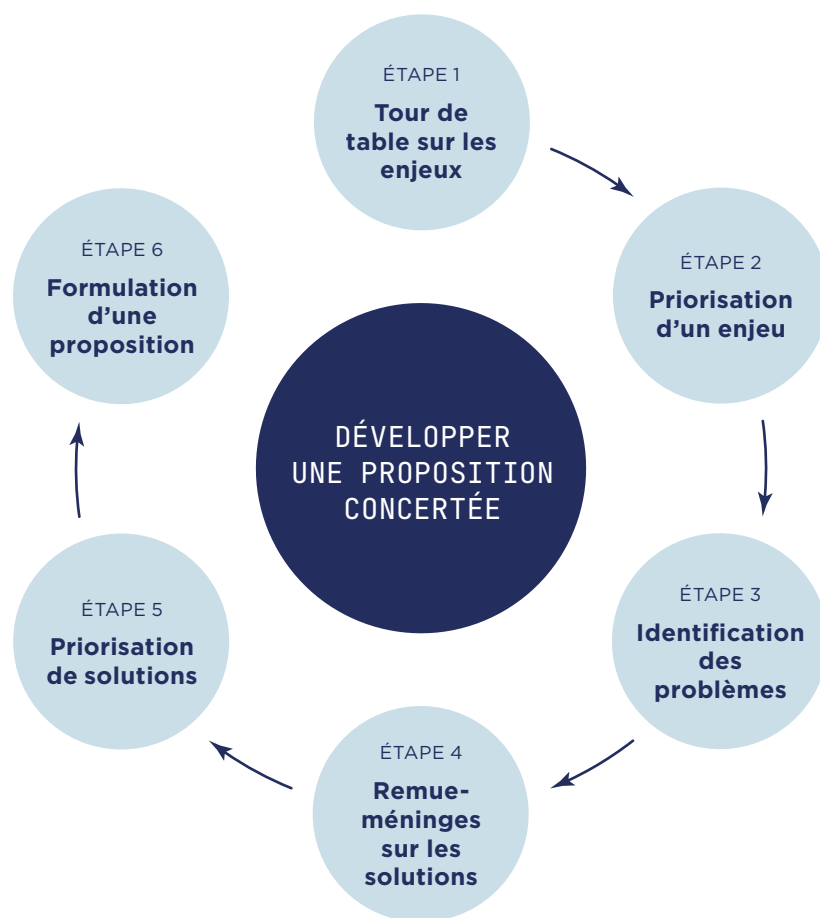 ÉTAPE 1
Tour de
table sur les
enjeux
ÉTAPE 2
Priorisation
d’un enjeu
ÉTAPE 3
Identification
des
problèmes
ÉTAPE 4
Remue-
méninges
sur les
solutions
ÉTAPE 5
Priorisation
de solutions
ÉTAPE 6
Formulation
d’une
proposition
DÉVELOPPER
UNE PROPOSITION
CONCERTÉE